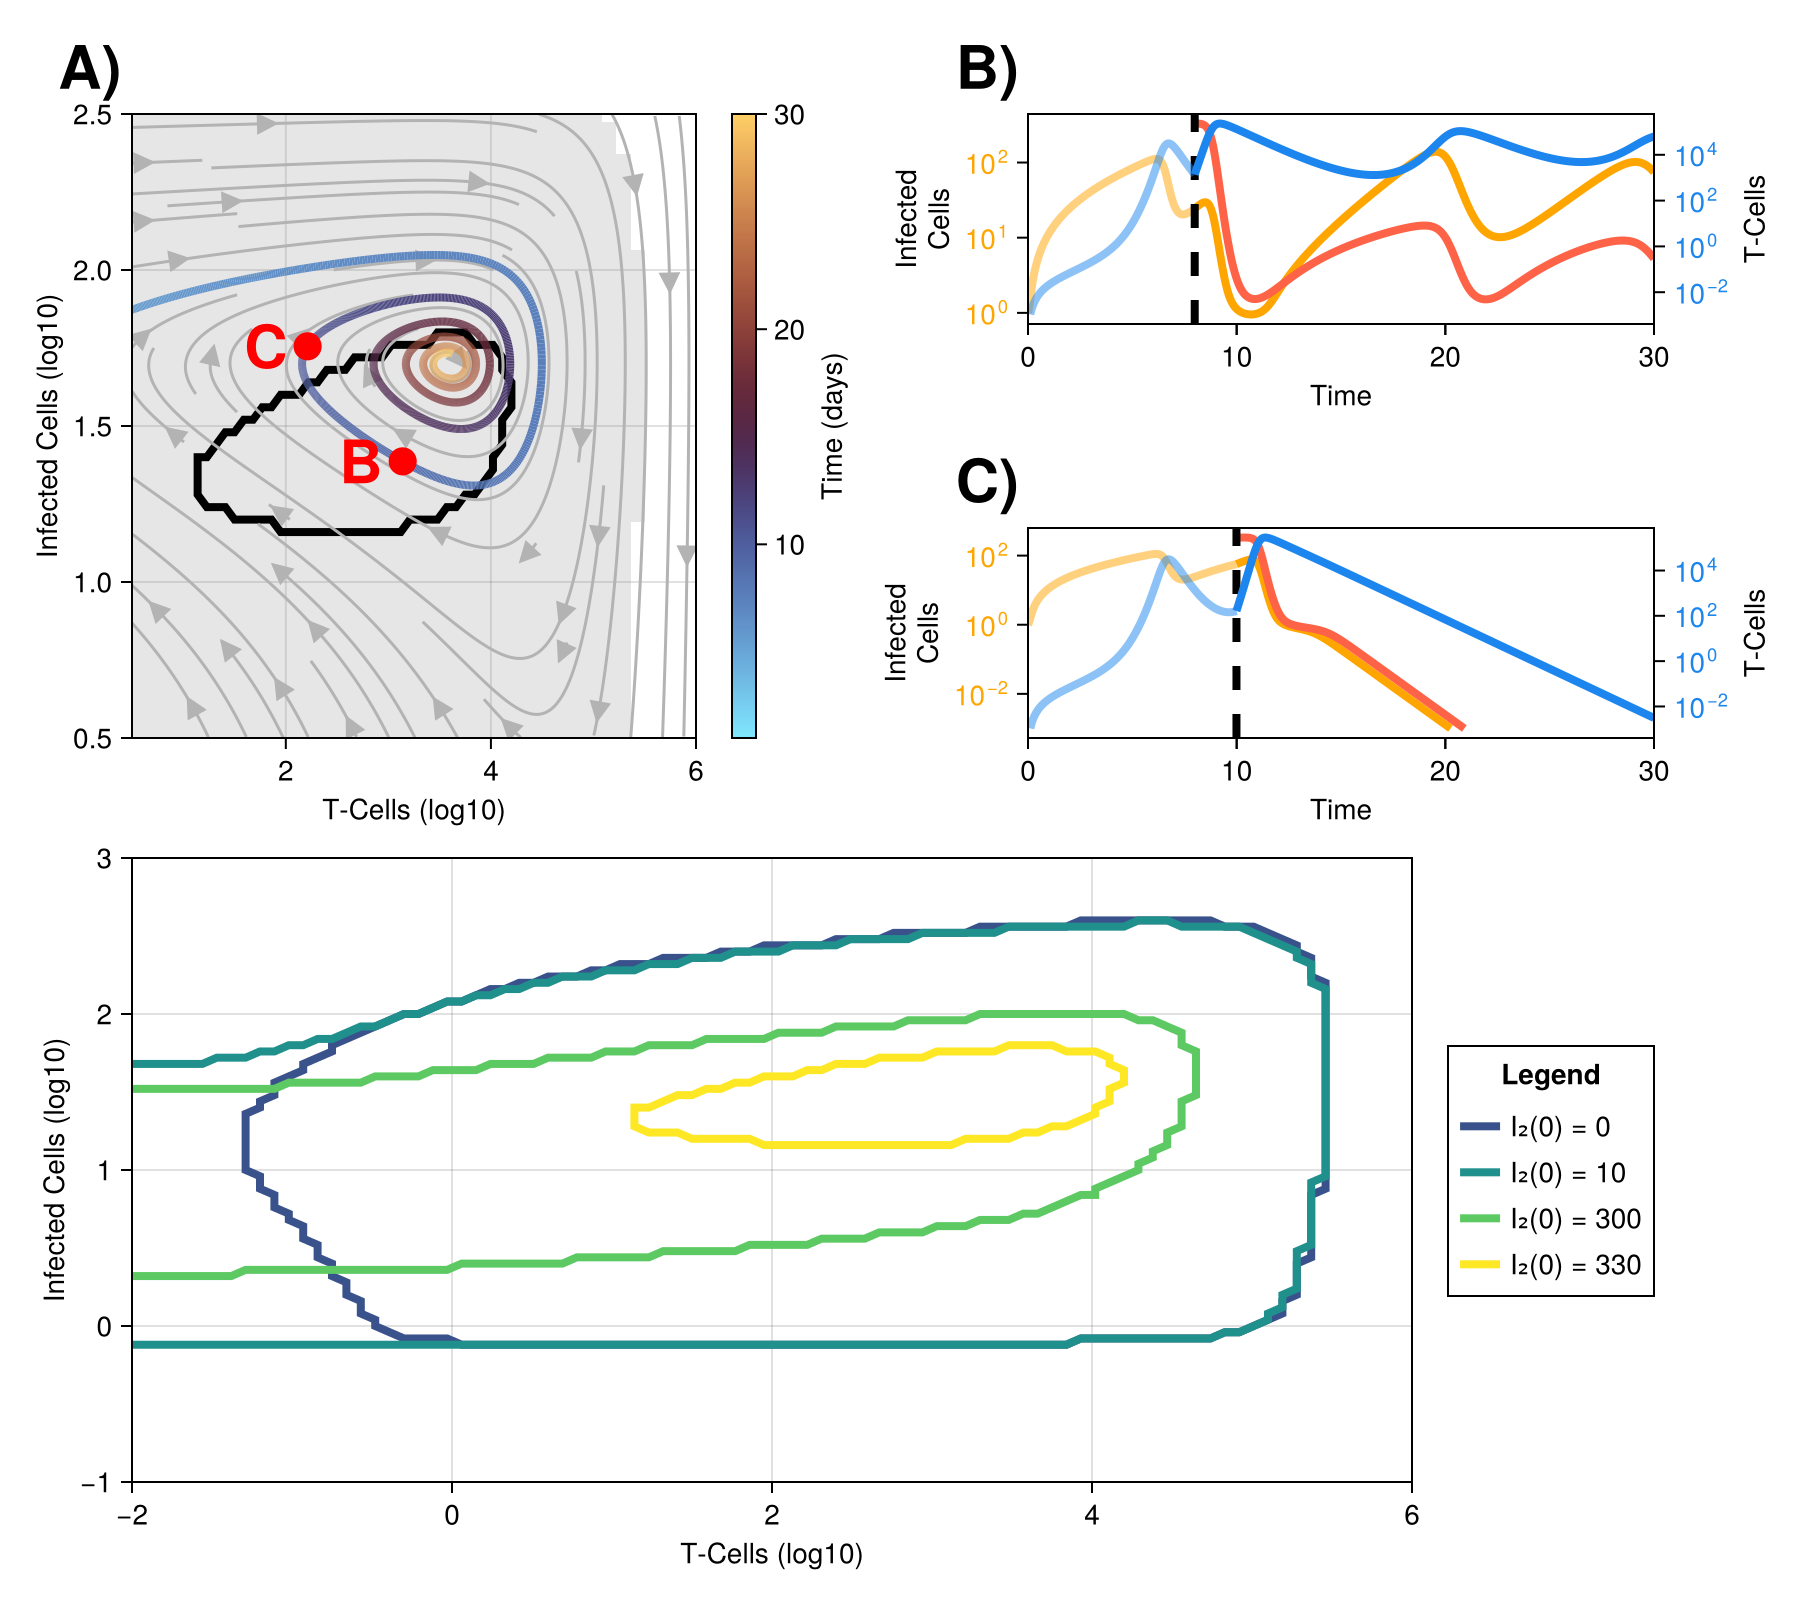 A)
2.5
2.0
1.5
1.0
0.5
2
4
6
Infected Cells (log10)
T-Cells (log10)
C
B
30
20
10
Time (days)
B)
10²
10¹
10⁰
Infected
Cells
10⁴
10²
10⁰
10⁻²
T-Cells
0
10
20
30
Time
C)
10²
10⁰
10⁻²
Infected
Cells
10⁴
10²
10⁰
10⁻²
T-Cells
0
10
20
30
Time
3
2
1
0
−1
−2
0
2
4
6
Infected Cells (log10)
T-Cells (log10)
Legend
I₂(0) = 0
I₂(0) = 10
I₂(0) = 300
I₂(0) = 330